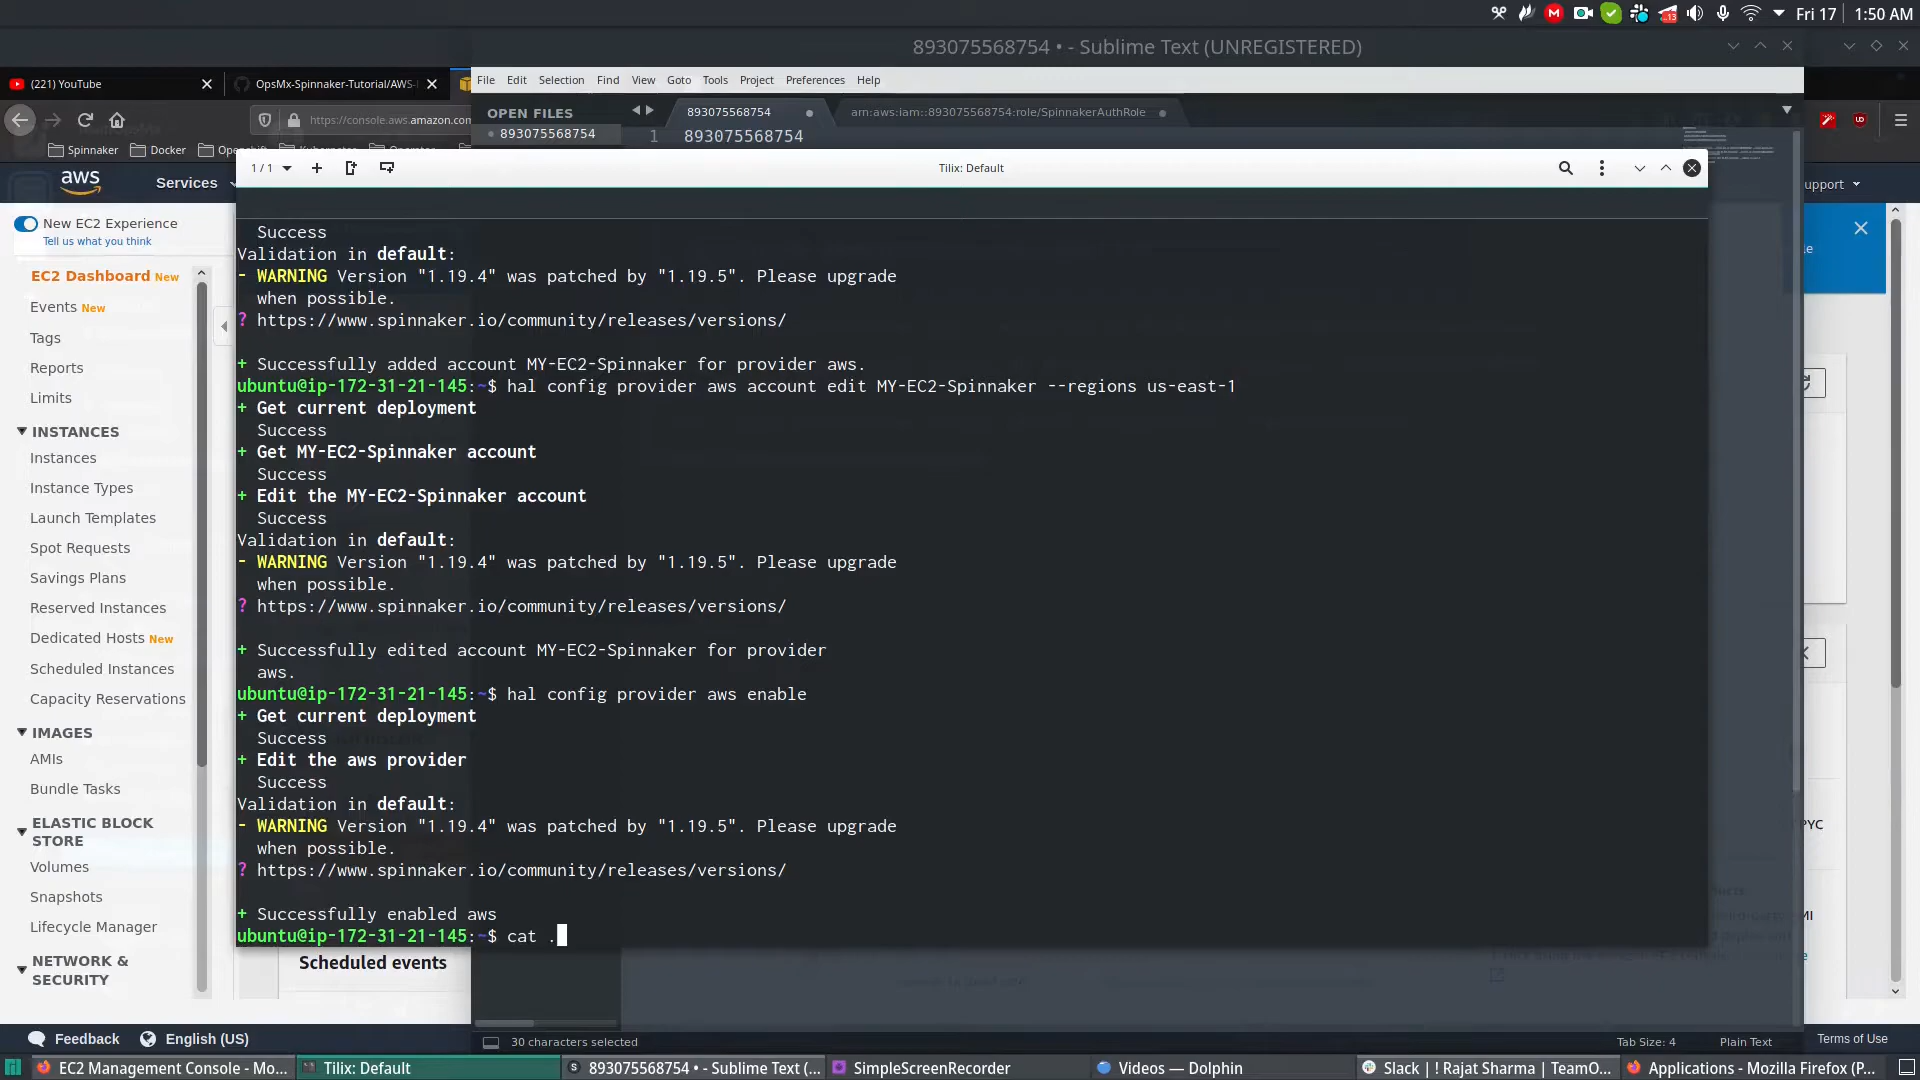 Fri 17
1:50 AM
893075568754 • - Sublime Text (UNREGISTERED)
(221) YouTube
OpsMx-Spinnaker-Tutorial/AWS-
File Edit Selection Find View Goto Tools Project Preferences Help
OPEN FILES
893075568754
893075568754
arn:aws:iam::893075568754:role/SpinnakerAuthRole
1 893075568754
https://console.aws.amazon.com
Spinnaker
Docker
1 / 1
Tilix: Default
aws
Services
upport
New EC2 Experience
Tell us what you think
EC2 Dashboard New
Events New
Tags
Reports
Limits
INSTANCES
Instances
Instance Types
Launch Templates
Spot Requests
Savings Plans
Reserved Instances
Dedicated Hosts New
Scheduled Instances
Capacity Reservations
IMAGES
AMIs
Bundle Tasks
ELASTIC BLOCK
STORE
Volumes
Snapshots
Lifecycle Manager
NETWORK &
SECURITY
Success
Validation in default:
- WARNING Version "1.19.4" was patched by "1.19.5". Please upgrade
when possible.
? https://www.spinnaker.io/community/releases/versions/
+ Successfully added account MY-EC2-Spinnaker for provider aws.
ubuntu@ip-172-31-21-145:~$ hal config provider aws account edit MY-EC2-Spinnaker --regions us-east-1
+ Get current deployment
Success
+ Get MY-EC2-Spinnaker account
Success
+ Edit the MY-EC2-Spinnaker account
Success
Validation in default:
- WARNING Version "1.19.4" was patched by "1.19.5". Please upgrade
when possible.
? https://www.spinnaker.io/community/releases/versions/
+ Successfully edited account MY-EC2-Spinnaker for provider
aws.
ubuntu@ip-172-31-21-145:~$ hal config provider aws enable
+ Get current deployment
Success
+ Edit the aws provider
Success
Validation in default:
- WARNING Version "1.19.4" was patched by "1.19.5". Please upgrade
when possible.
? https://www.spinnaker.io/community/releases/versions/
+ Successfully enabled aws
ubuntu@ip-172-31-21-145:~$ cat .
Scheduled events
Feedback
English (US)
30 characters selected
Tab Size: 4
Plain Text
Terms of Use
EC2 Management Console - Mo...
Tilix: Default
893075568754 • - Sublime Text (...
SimpleScreenRecorder
Videos — Dolphin
Slack | ! Rajat Sharma | TeamO...
Applications - Mozilla Firefox (P...